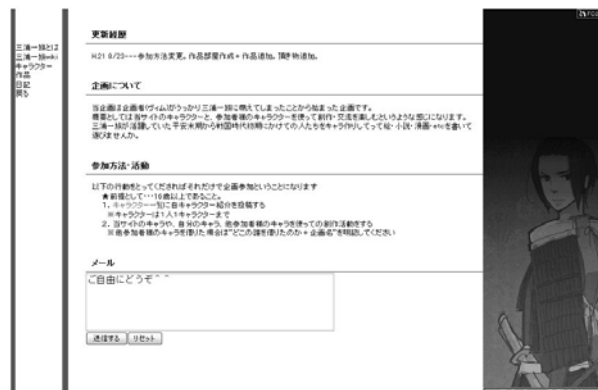 三浦一族とは
三浦一族wiki
キャラクター
作品
日記
戻る
更新経歴
H.21 8/23---参加方法変更。作品部屋作成+作品追加。頂き物追加。
企画について
当企画は企画者(ヴィム)がうっかり三浦一族に萌えてしまったことから始まった企画です。
概要としては当サイトのキャラクターと、参加者様のキャラクターを使って創作・交流を楽しむというような感じになります。
三浦一族が活躍していた平安末期から戦国時代初期にかけての人たちをキャラ作りしてって絵・小説・漫画・etcを書いて
遊びませんか。
参加方法・活動
以下の行動をとってくださればそれだけで企画参加ということになります
★前提として・・・16歳以上であること。
1. キャラクター一覧に自キャラクター紹介を投稿する
※キャラクターは1人1キャラクターまで
2. 当サイトのキャラや、自分のキャラ、他参加者様のキャラを使っての創作活動をする
※他参加者様のキャラを借りた場合は"どこの誰を借りたのか+企画名"を明記してください
メール
ご自由にどうぞ^^
送信する リセット